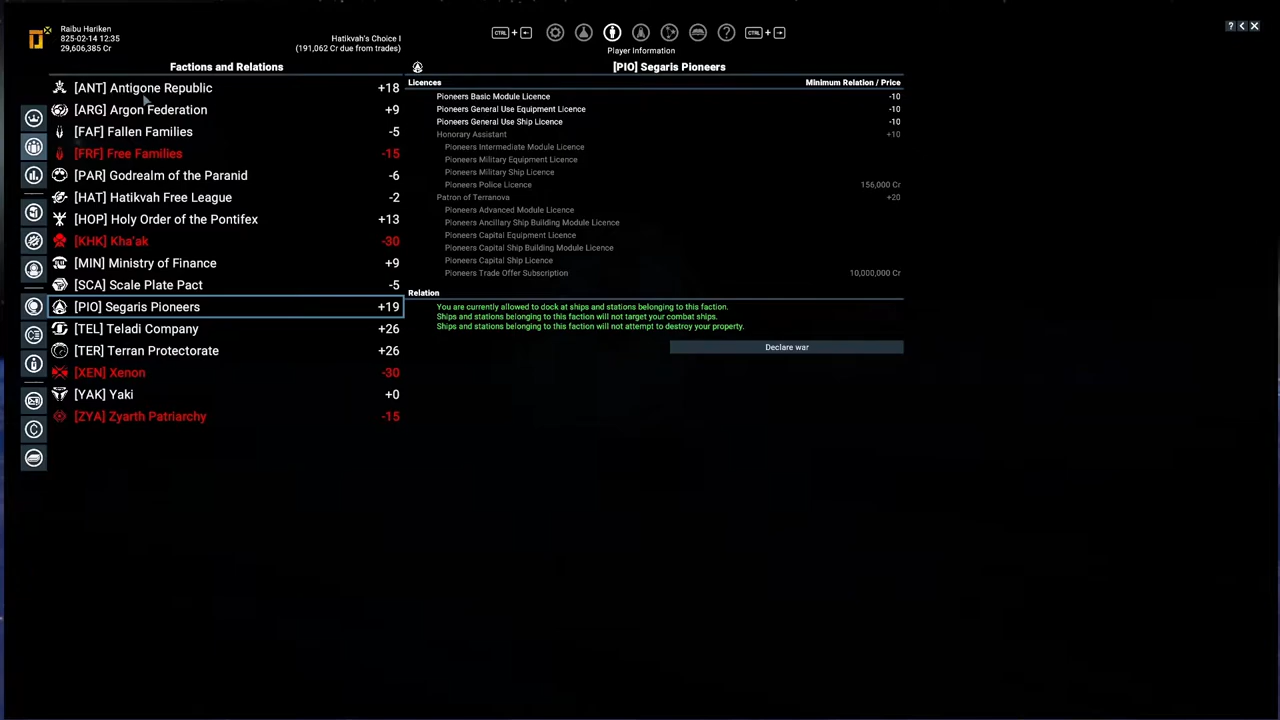 Raibu Hariken
825-02-14 12:35
29,606,385 Cr
Hatikvah's Choice I
(191,062 Cr due from trades)
CTRL + ←
CTRL + →
Player Information
Factions and Relations
[ANT] Antigone Republic +18
[ARG] Argon Federation +9
[FAF] Fallen Families -5
[FRF] Free Families -15
[PAR] Godrealm of the Paranid -6
[HAT] Hatikvah Free League -2
[HOP] Holy Order of the Pontifex +13
[KHK] Kha'ak -30
[MIN] Ministry of Finance +9
[SCA] Scale Plate Pact -5
[PIO] Segaris Pioneers +19
[TEL] Teladi Company +26
[TER] Terran Protectorate +26
[XEN] Xenon -30
[YAK] Yaki +0
[ZYA] Zyarth Patriarchy -15
[PIO] Segaris Pioneers
Licences Minimum Relation / Price
Pioneers Basic Module Licence -10
Pioneers General Use Equipment Licence -10
Pioneers General Use Ship Licence -10
Honorary Assistant +10
Pioneers Intermediate Module Licence
Pioneers Military Equipment Licence
Pioneers Military Ship Licence
Pioneers Police Licence 156,000 Cr
Patron of Terranova +20
Pioneers Advanced Module Licence
Pioneers Ancillary Ship Building Module Licence
Pioneers Capital Equipment Licence
Pioneers Capital Ship Building Module Licence
Pioneers Capital Ship Licence
Pioneers Trade Offer Subscription 10,000,000 Cr
Relation
You are currently allowed to dock at ships and stations belonging to this faction.
Ships and stations belonging to this faction will not target your combat ships.
Ships and stations belonging to this faction will not attempt to destroy your property.
Declare war